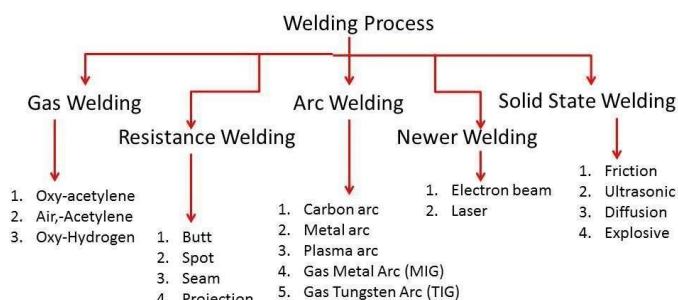 Welding Process
Gas Welding
Resistance Welding
Arc Welding
Newer Welding
Solid State Welding
1. Oxy-acetylene
2. Air,-Acetylene
3. Oxy-Hydrogen
1. Butt
2. Spot
3. Seam
4. Projection
1. Carbon arc
2. Metal arc
3. Plasma arc
4. Gas Metal Arc (MIG)
5. Gas Tungsten Arc (TIG)
1. Electron beam
2. Laser
1. Friction
2. Ultrasonic
3. Diffusion
4. Explosive